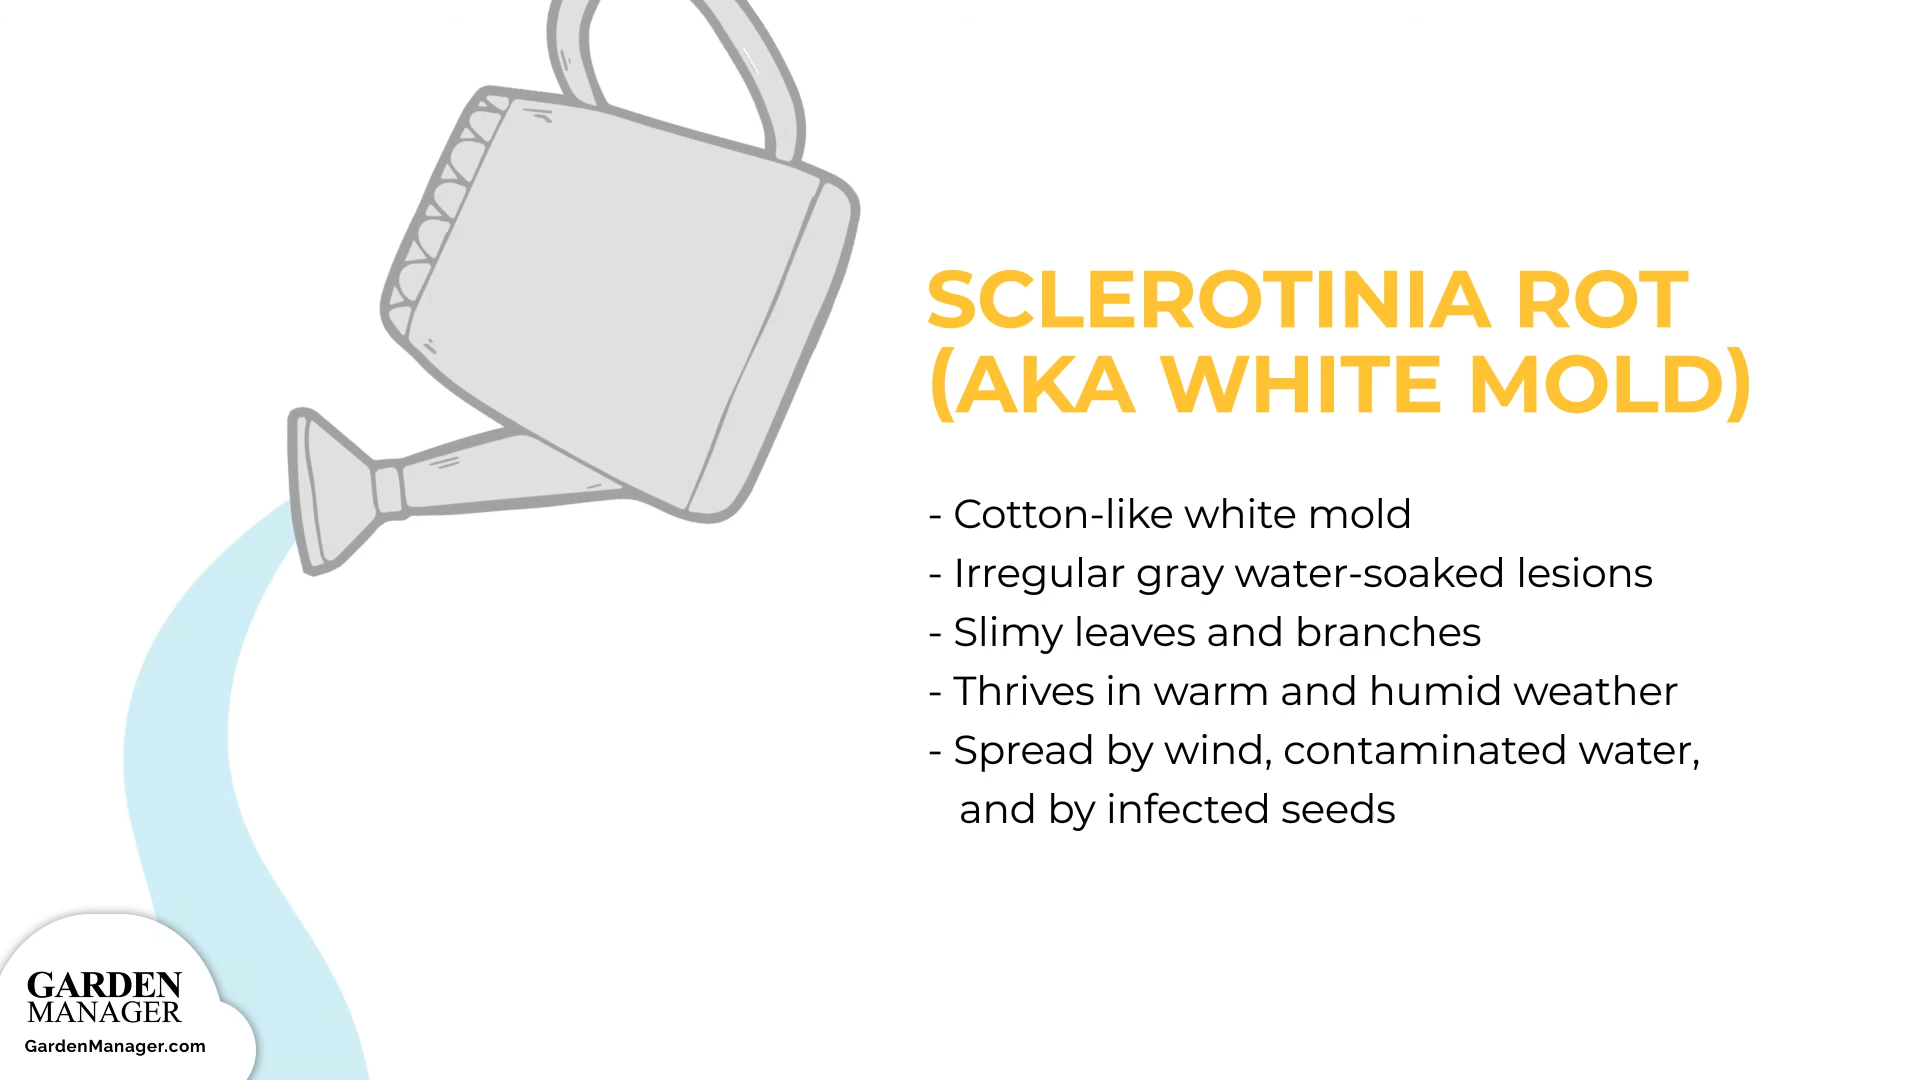 SCLEROTINIA ROT
(AKA WHITE MOLD)
- Cotton-like white mold
- Irregular gray water-soaked lesions
- Slimy leaves and branches
- Thrives in warm and humid weather
- Spread by wind, contaminated water,
and by infected seeds
GARDEN
MANAGER
GardenManager.com